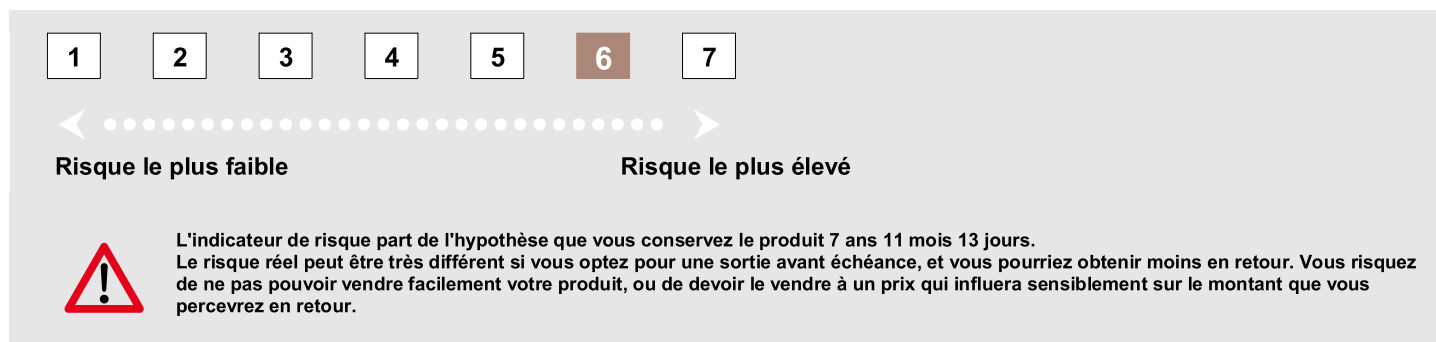 1 2 3 4 5 6 7
Risque le plus faible Risque le plus élevé
L'indicateur de risque part de l'hypothèse que vous conservez le produit 7 ans 11 mois 13 jours.
Le risque réel peut être très différent si vous optez pour une sortie avant échéance, et vous pourriez obtenir moins en retour. Vous risquez
de ne pas pouvoir vendre facilement votre produit, ou de devoir le vendre à un prix qui influera sensiblement sur le montant que vous
percevrez en retour.